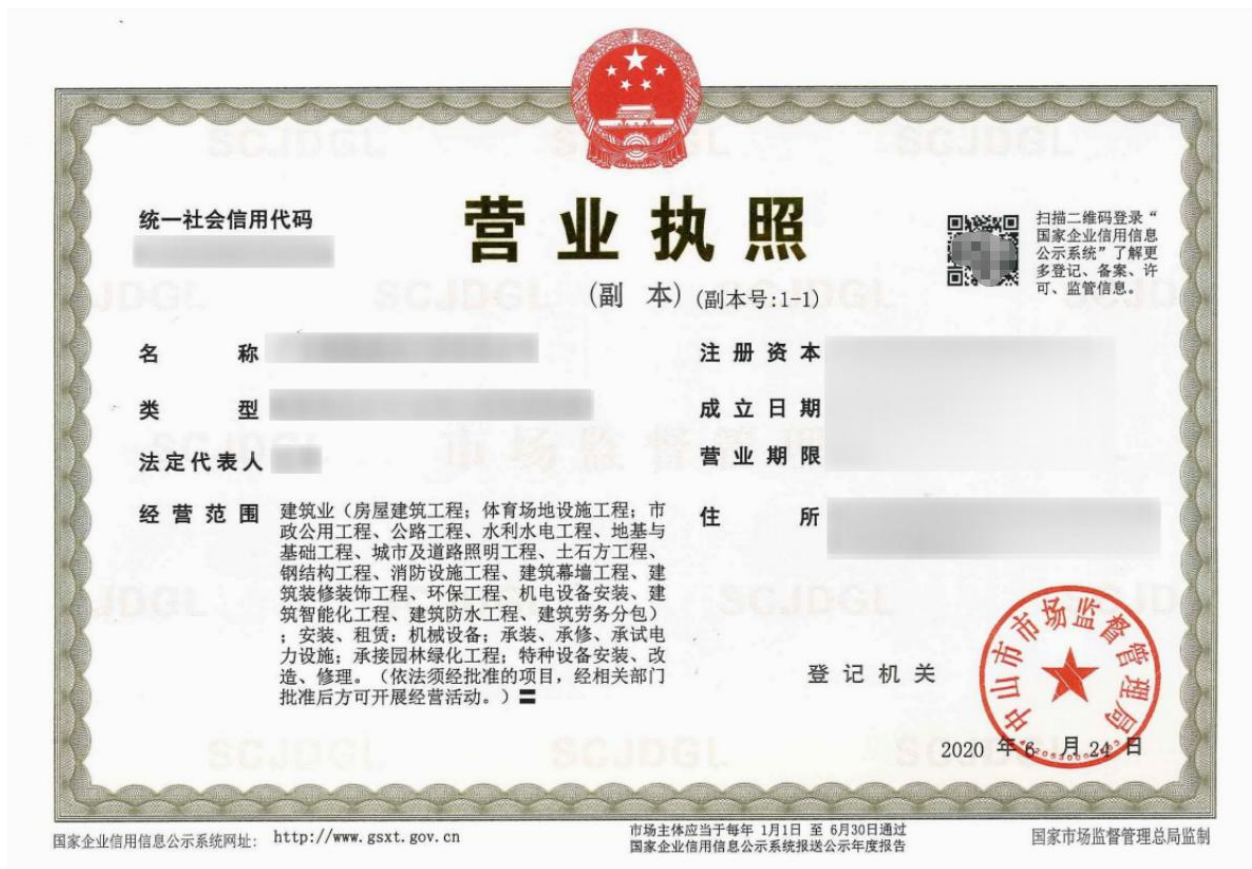 统一社会信用代码
营业执照
(副 本) (副本号:1-1)
扫描二维码登录“
国家企业信用信息
公示系统”了解更
多登记、备案、许
可、监管信息。
名 称
类 型
法定代表人
经营范围
建筑业（房屋建筑工程；体育场地设施工程；市
政公用工程、公路工程、水利水电工程、地基与
基础工程、城市及道路照明工程、土石方工程、
钢结构工程、消防设施工程、建筑幕墙工程、建
筑装修装饰工程、环保工程、机电设备安装、建
筑智能化工程、建筑防水工程、建筑劳务分包）
；安装、租赁：机械设备；承装、承修、承试电
力设施；承接园林绿化工程；特种设备安装、改
造、修理。（依法须经批准的项目，经相关部门
批准后方可开展经营活动。）
注册资本
成立日期
营业期限
住 所
登记机关
中山市市场监督管理局
2020 年 6 月 24 日
国家企业信用信息公示系统网址： http://www.gsxt.gov.cn
市场主体应当于每年 1月1日 至 6月30日通过
国家企业信用信息公示系统报送公示年度报告
国家市场监督管理总局监制
SCJDGL
市场监督管理